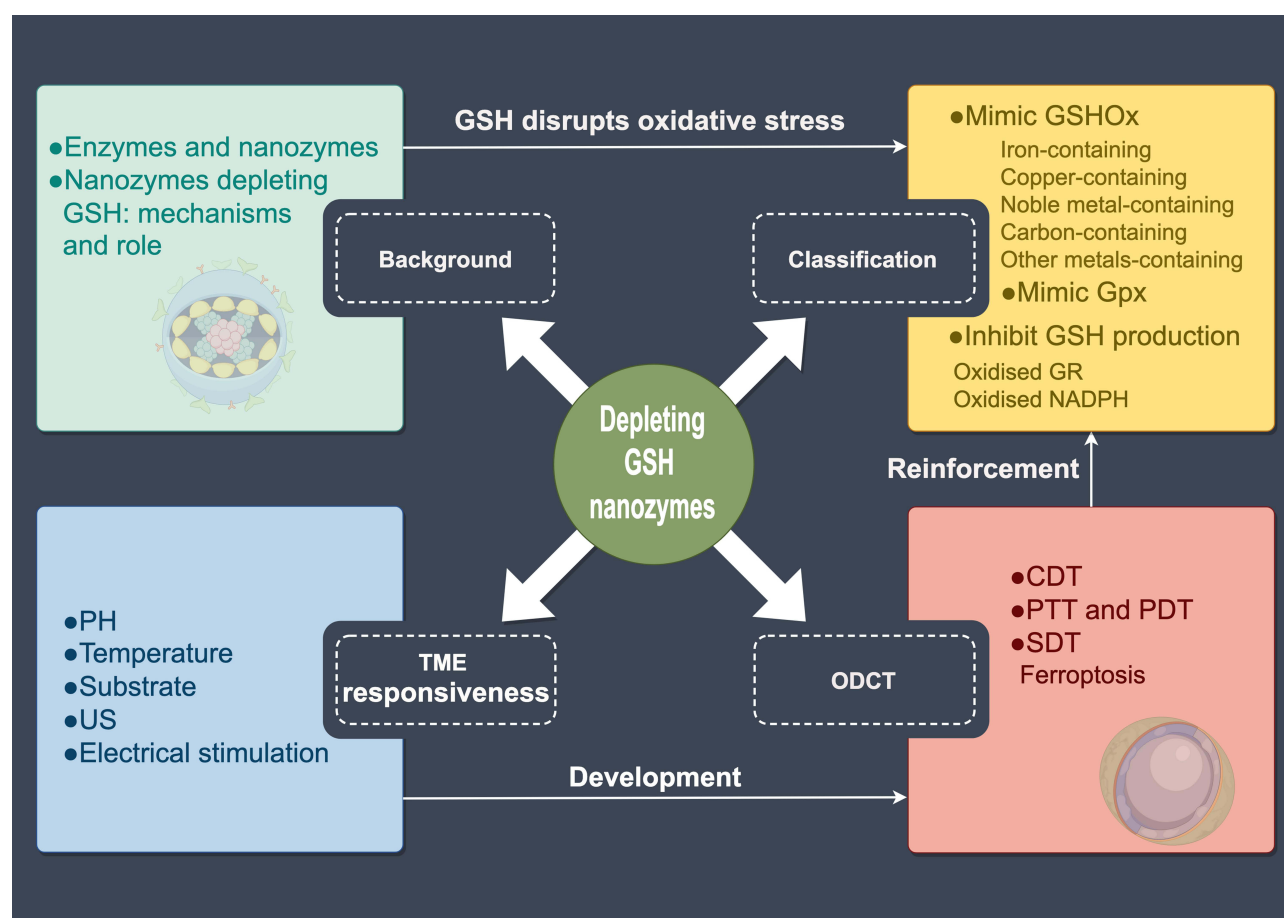 ●Enzymes and nanozymes
●Nanozymes depleting
GSH: mechanisms
and role
Background
GSH disrupts oxidative stress
●Mimic GSHOx
Iron-containing
Copper-containing
Noble metal-containing
Carbon-containing
Other metals-containing
●Mimic Gpx
●Inhibit GSH production
Oxidised GR
Oxidised NADPH
Classification
Depleting
GSH
nanozymes
Reinforcement
●PH
●Temperature
●Substrate
●US
●Electrical stimulation
TME
responsiveness
Development
ODCT
●CDT
●PTT and PDT
●SDT
Ferroptosis